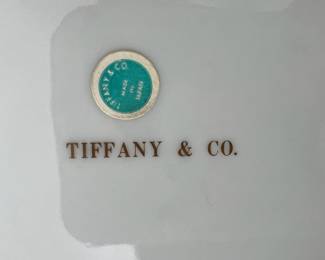 TIFFANY & CO.
MADE
IN
JAPAN
TIFFANY & CO.